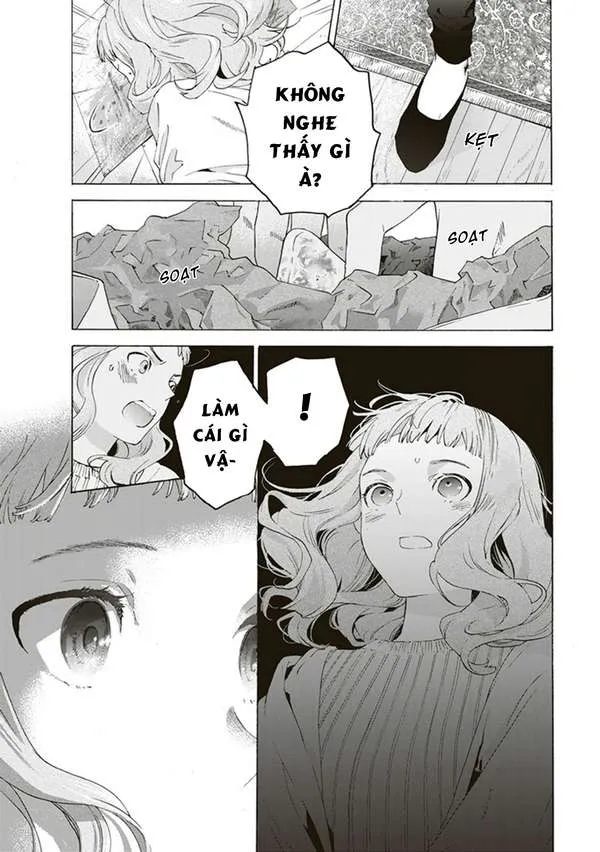 KHÔNG
NGHE
THẤY GÌ
À?
KẸT
SOẠT
SOẠT
!
LÀM
CÁI GÌ
VẬ-